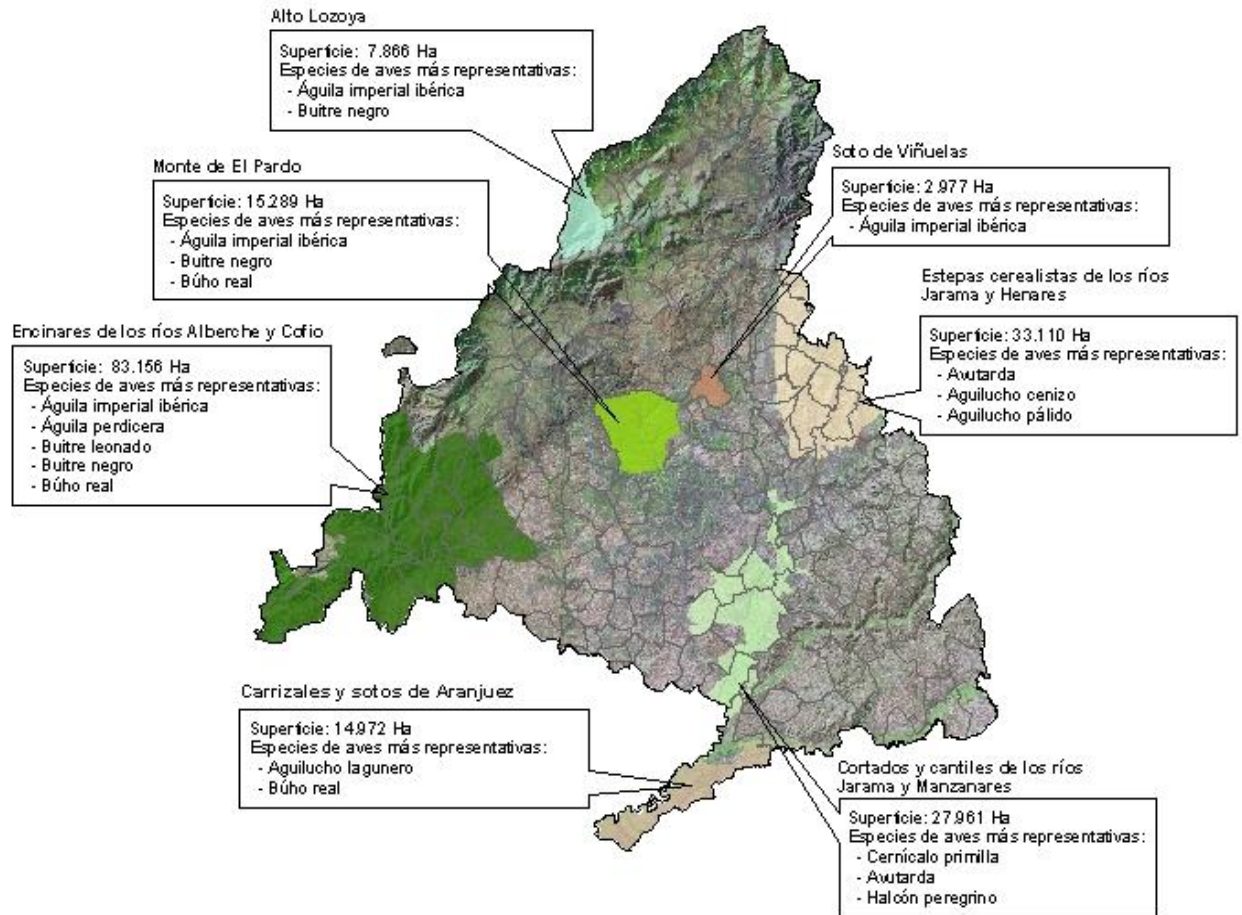 Alto Lozoya
Superficie: 7.866 Ha
Especies de aves más representativas:
- Águila imperial ibérica
- Buitre negro
Monte de El Pardo
Superficie: 15.289 Ha
Especies de aves más representativas:
- Águila imperial ibérica
- Buitre negro
- Búho real
Soto de Viñuelas
Superficie: 2.977 Ha
Especies de aves más representativas:
- Águila imperial ibérica
Estepas cerealistas de los ríos
Jarama y Henares
Superficie: 33.110 Ha
Especies de aves más representativas:
- Avutarda
- Aguilucho cenizo
- Aguilucho pálido
Encinares de los ríos Alberche y Cofio
Superficie: 83.156 Ha
Especies de aves más representativas:
- Águila imperial ibérica
- Águila perdicera
- Buitre leonado
- Buitre negro
- Búho real
Carrizales y sotos de Aranjuez
Superficie: 14.972 Ha
Especies de aves más representativas:
- Aguilucho lagunero
- Búho real
Cortados y cantiles de los ríos
Jarama y Manzanares
Superficie: 27.961 Ha
Especies de aves más representativas:
- Cernícalo primilla
- Avutarda
- Halcón peregrino